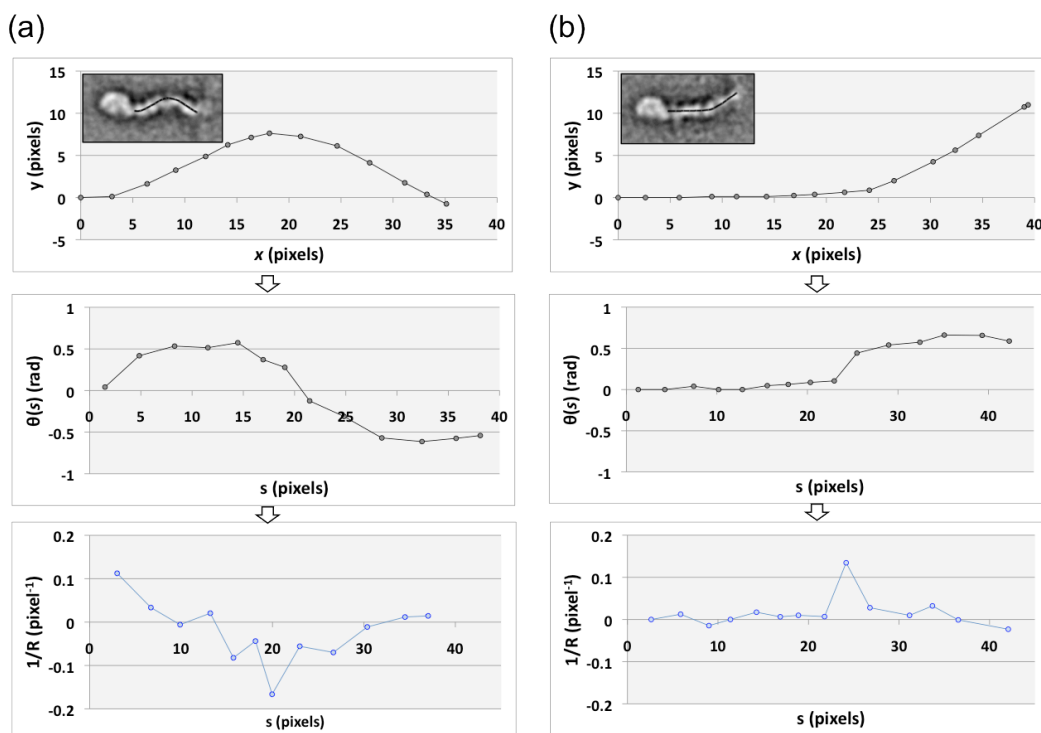 (a)
15
10
5
0
-5
y (pixels)
0 5 10 15 20 25 30 35 40
x (pixels)
1
0.5
0
-0.5
-1
θ(s) (rad)
0 5 10 15 20 25 30 35 40
s (pixels)
0.2
0.1
0
-0.1
-0.2
1/R (pixel-1)
0 10 20 30 40
s (pixels)
(b)
15
10
5
0
-5
y (pixels)
0 5 10 15 20 25 30 35 40
x (pixels)
1
0.5
0
-0.5
-1
θ(s) (rad)
0 10 20 30 40
s (pixels)
0.2
0.1
0
-0.1
-0.2
1/R (pixel-1)
0 10 20 30 40
s (pixels)